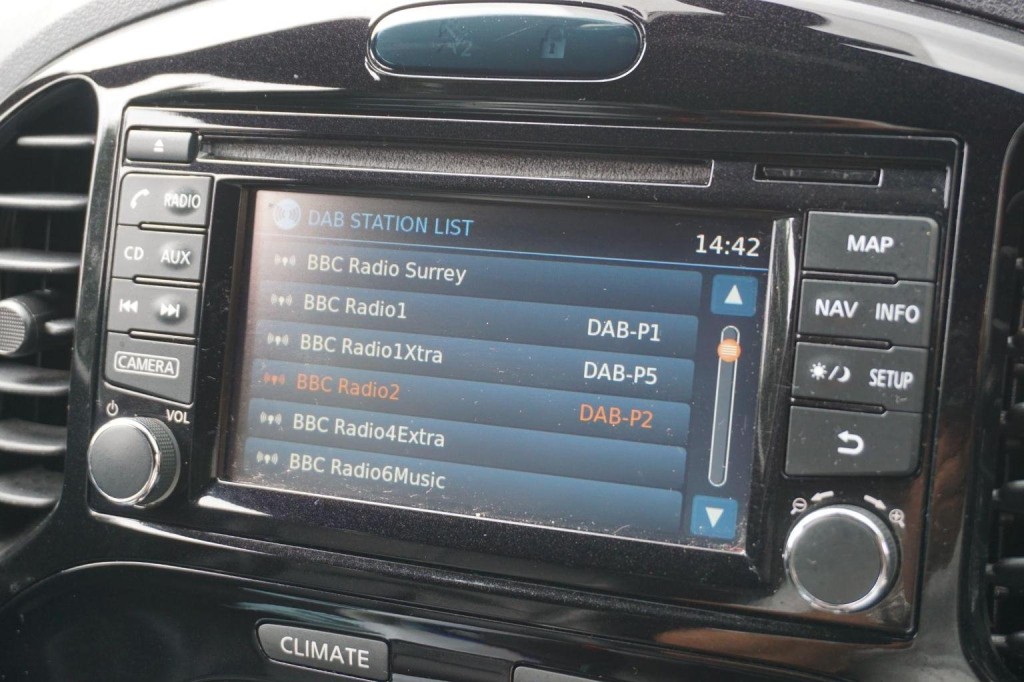 2
RADIO
CD AUX
CAMERA
VOL
DAB STATION LIST
14:42
BBC Radio Surrey
BBC Radio1 DAB-P1
BBC Radio1Xtra DAB-P5
BBC Radio2 DAB-P2
BBC Radio4Extra
BBC Radio6Music
MAP
NAV INFO
SETUP
CLIMATE